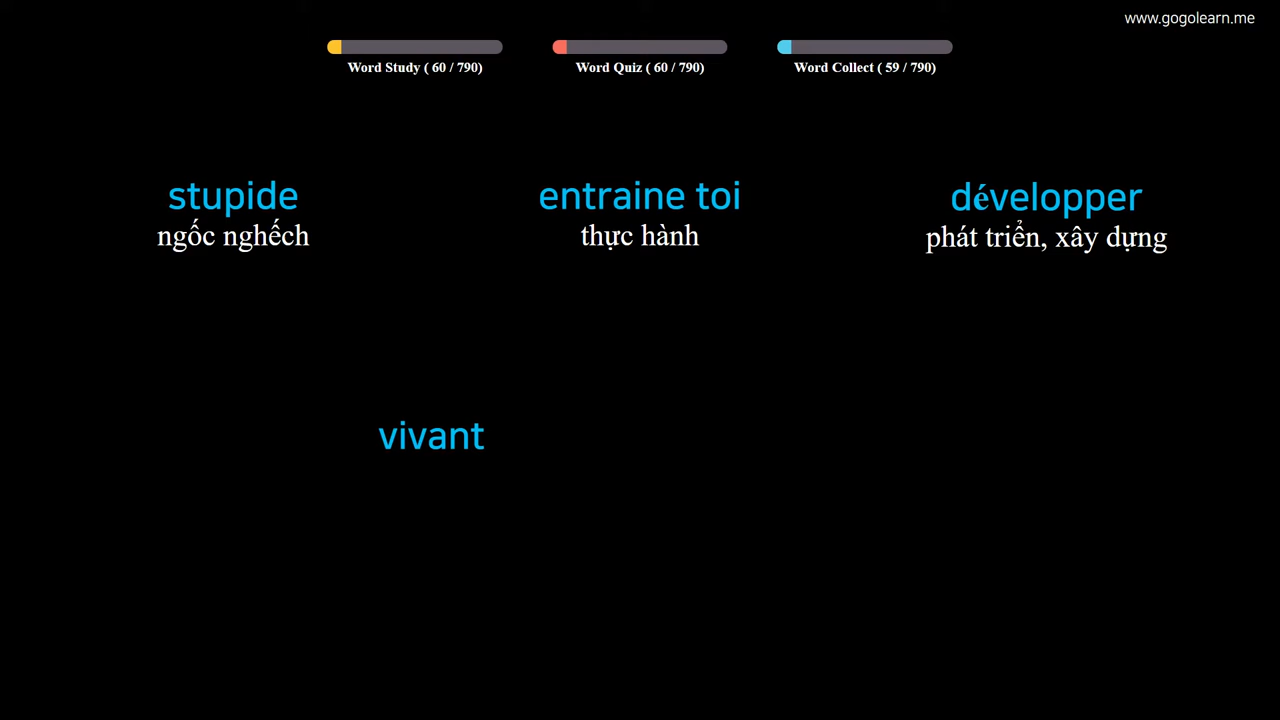 www.gogolearn.me
Word Study ( 60 / 790)
Word Quiz ( 60 / 790)
Word Collect ( 59 / 790)
stupide
ngốc nghếch
entraine toi
thực hành
développer
phát triển, xây dựng
vivant